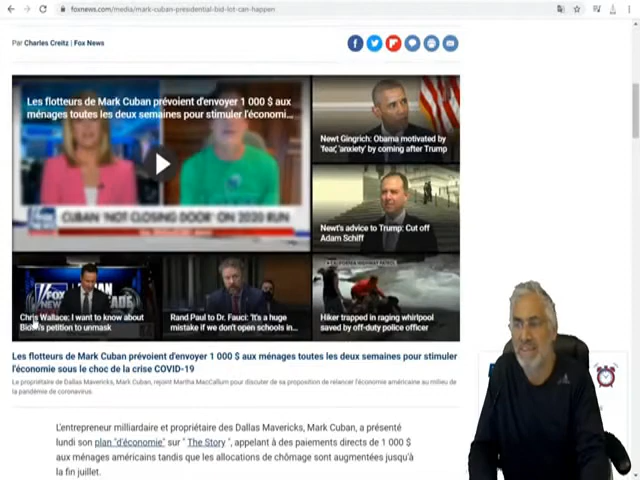 foxnews.com/media/mark-cuban-presidential-bid-lot-can-happen
Par Charles Creitz | Fox News
Les flotteurs de Mark Cuban prévoient d'envoyer 1 000 $ aux
ménages toutes les deux semaines pour stimuler l'économi...
CUBAN 'NOT CLOSING DOOR' ON 2020 RUN
Newt Gingrich: Obama motivated by
'fear,' 'anxiety' by coming after Trump
Newt's advice to Trump: Cut off
Adam Schiff
CALIFORNIA HIGHWAY PATROL
Chris Wallace: I want to know about
Biden's petition to unmask
Rand Paul to Dr. Fauci: 'It's a huge
mistake if we don't open schools in...
Hiker trapped in raging whirlpool
saved by off-duty police officer
Les flotteurs de Mark Cuban prévoient d'envoyer 1 000 $ aux ménages toutes les deux semaines pour stimuler
l'économie sous le choc de la crise COVID-19
Le propriétaire de Dallas Mavericks, Mark Cuban, rejoint Martha MacCallum pour discuter de sa proposition de relancer l'économie américaine au milieu de
la pandémie de coronavirus.
L'entrepreneur milliardaire et propriétaire des Dallas Mavericks, Mark Cuban, a présenté
lundi son plan "d'économie" sur " The Story ", appelant à des paiements directs de 1 000 $
aux ménages américains tandis que les allocations de chômage sont augmentées jusqu'à
la fin juillet.